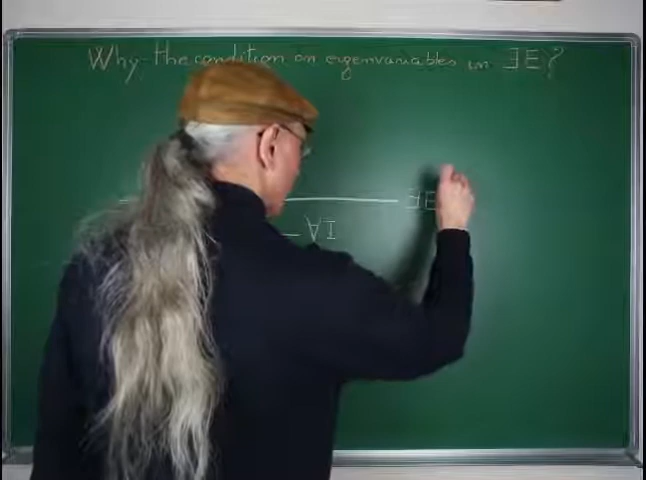 Why the condition on eigenvariables in ∃E?
∃E
∀I